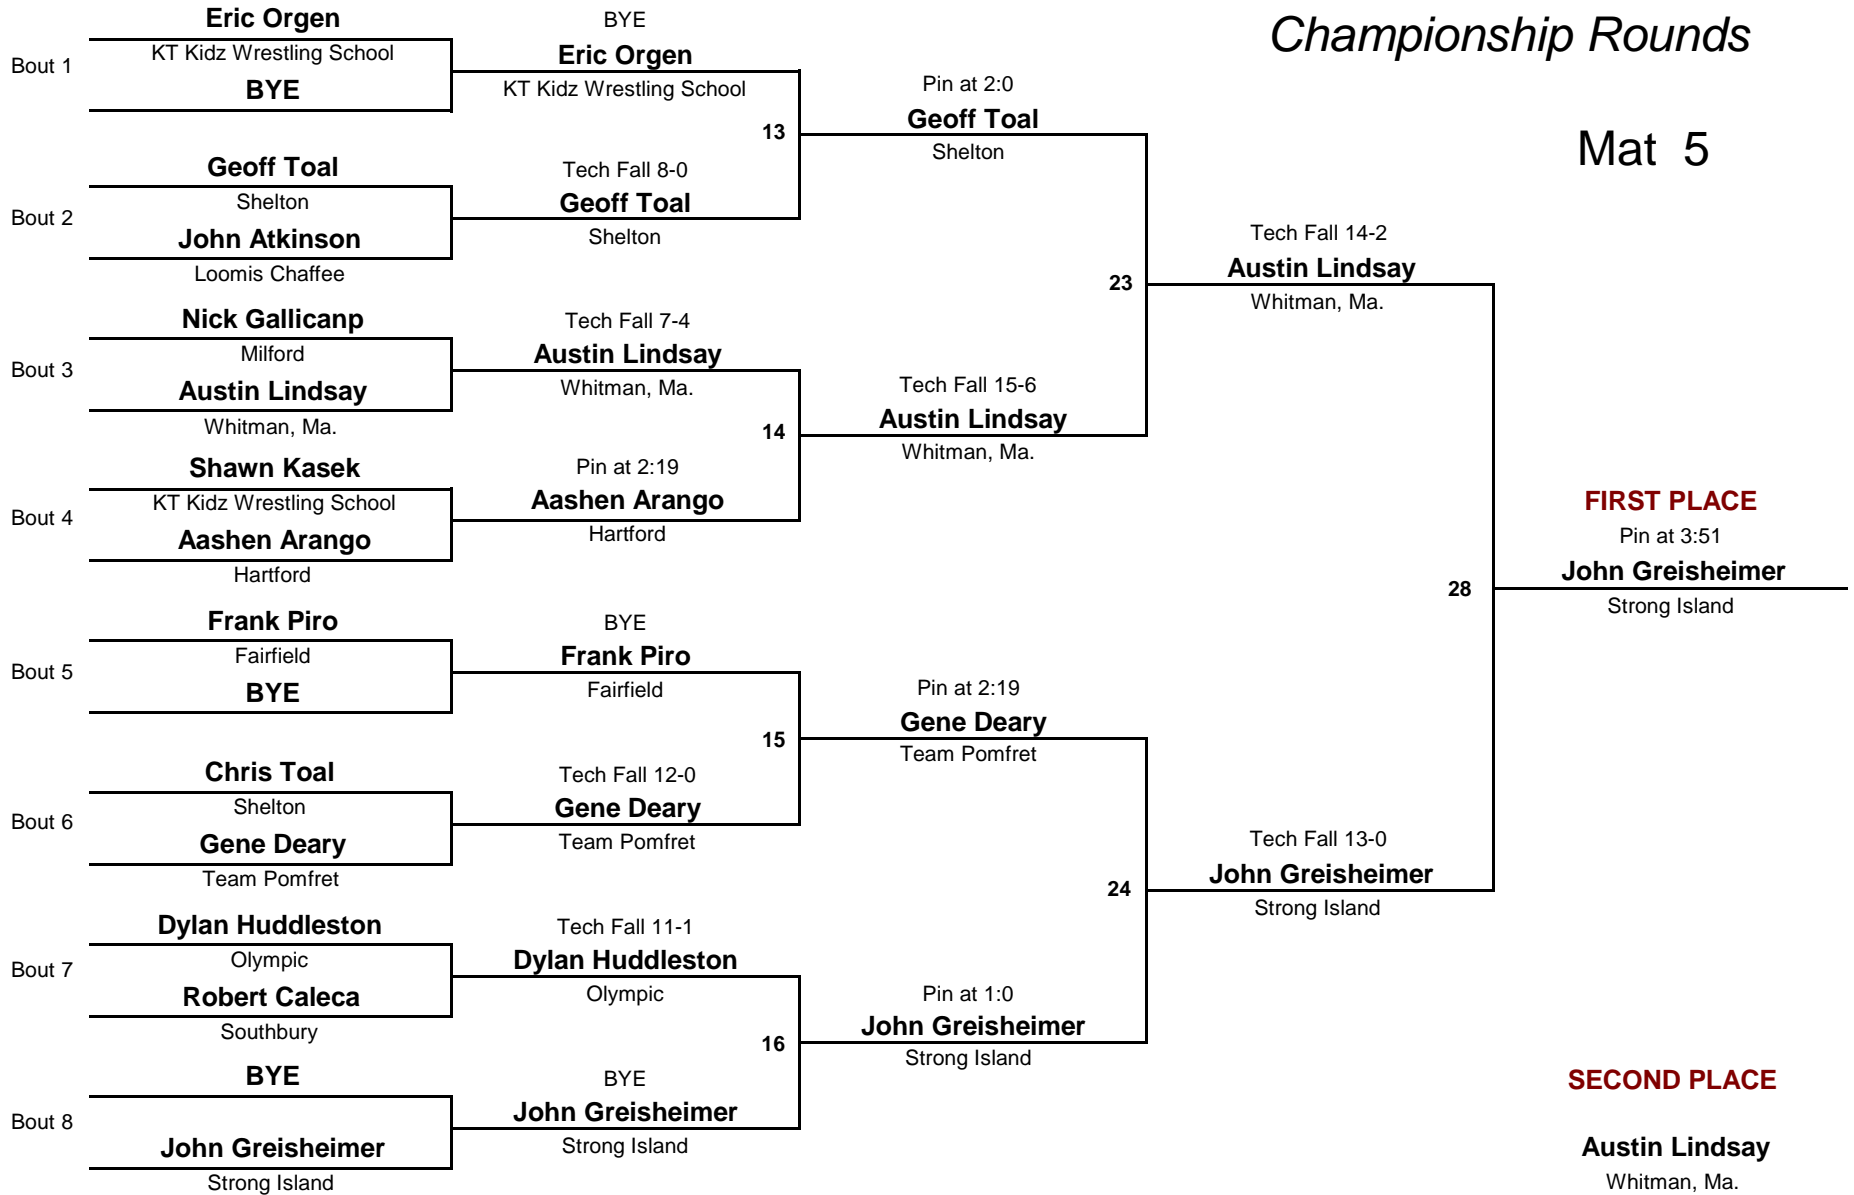 Championship Rounds
Mat 5
Bout 1
Eric Orgen
KT Kidz Wrestling School
BYE
Bout 2
Geoff Toal
Shelton
John Atkinson
Loomis Chaffee
Bout 3
Nick Gallicanp
Milford
Austin Lindsay
Whitman, Ma.
Bout 4
Shawn Kasek
KT Kidz Wrestling School
Aashen Arango
Hartford
Bout 5
Frank Piro
Fairfield
BYE
Bout 6
Chris Toal
Shelton
Gene Deary
Team Pomfret
Bout 7
Dylan Huddleston
Olympic
Robert Caleca
Southbury
Bout 8
BYE
John Greisheimer
Strong Island
BYE
Eric Orgen
KT Kidz Wrestling School
13
Tech Fall 8-0
Geoff Toal
Shelton
Tech Fall 7-4
Austin Lindsay
Whitman, Ma.
14
Pin at 2:19
Aashen Arango
Hartford
BYE
Frank Piro
Fairfield
15
Tech Fall 12-0
Gene Deary
Team Pomfret
Tech Fall 11-1
Dylan Huddleston
Olympic
16
BYE
John Greisheimer
Strong Island
Pin at 2:0
Geoff Toal
Shelton
23
Tech Fall 15-6
Austin Lindsay
Whitman, Ma.
Pin at 2:19
Gene Deary
Team Pomfret
24
Pin at 1:0
John Greisheimer
Strong Island
Tech Fall 14-2
Austin Lindsay
Whitman, Ma.
28
Tech Fall 13-0
John Greisheimer
Strong Island
FIRST PLACE
Pin at 3:51
John Greisheimer
Strong Island
SECOND PLACE
Austin Lindsay
Whitman, Ma.